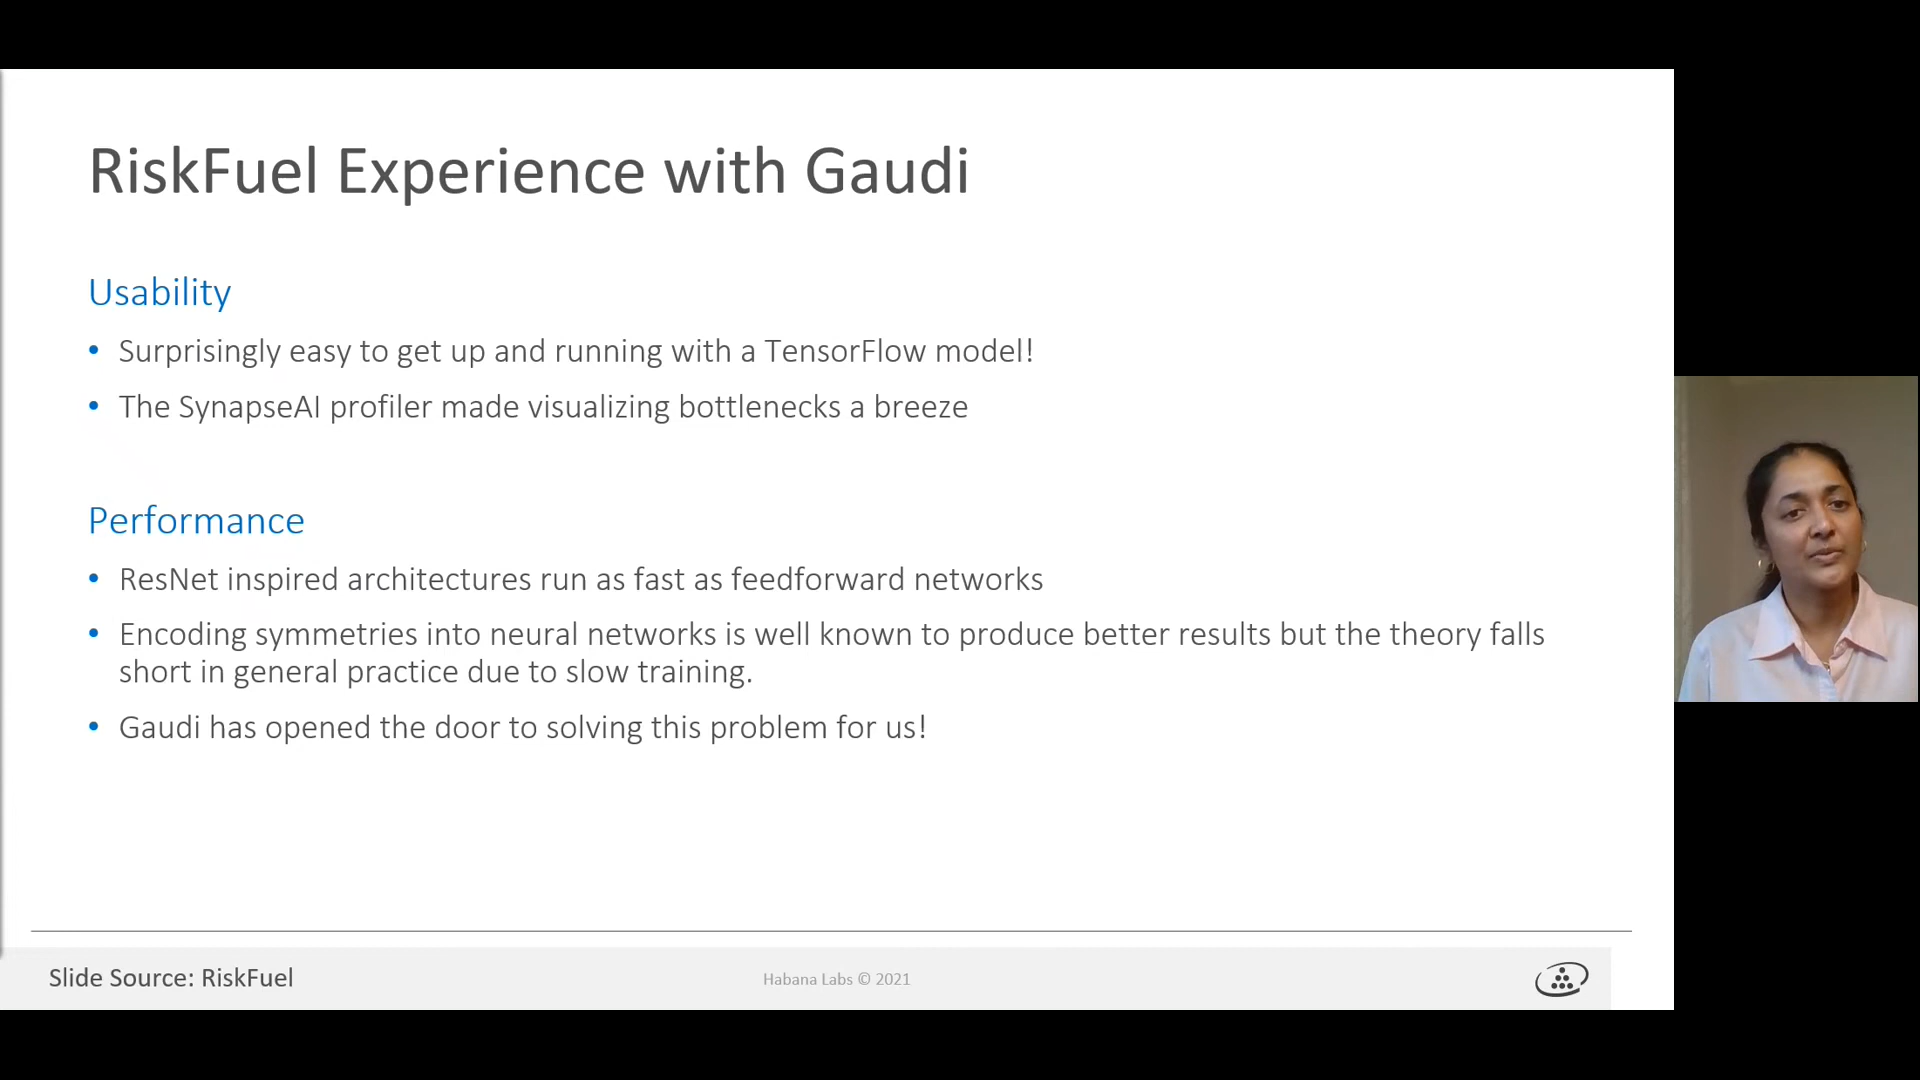 RiskFuel Experience with Gaudi
Usability
• Surprisingly easy to get up and running with a TensorFlow model!
• The SynapseAI profiler made visualizing bottlenecks a breeze
Performance
• ResNet inspired architectures run as fast as feedforward networks
• Encoding symmetries into neural networks is well known to produce better results but the theory falls
short in general practice due to slow training.
• Gaudi has opened the door to solving this problem for us!
Slide Source: RiskFuel
Habana Labs © 2021